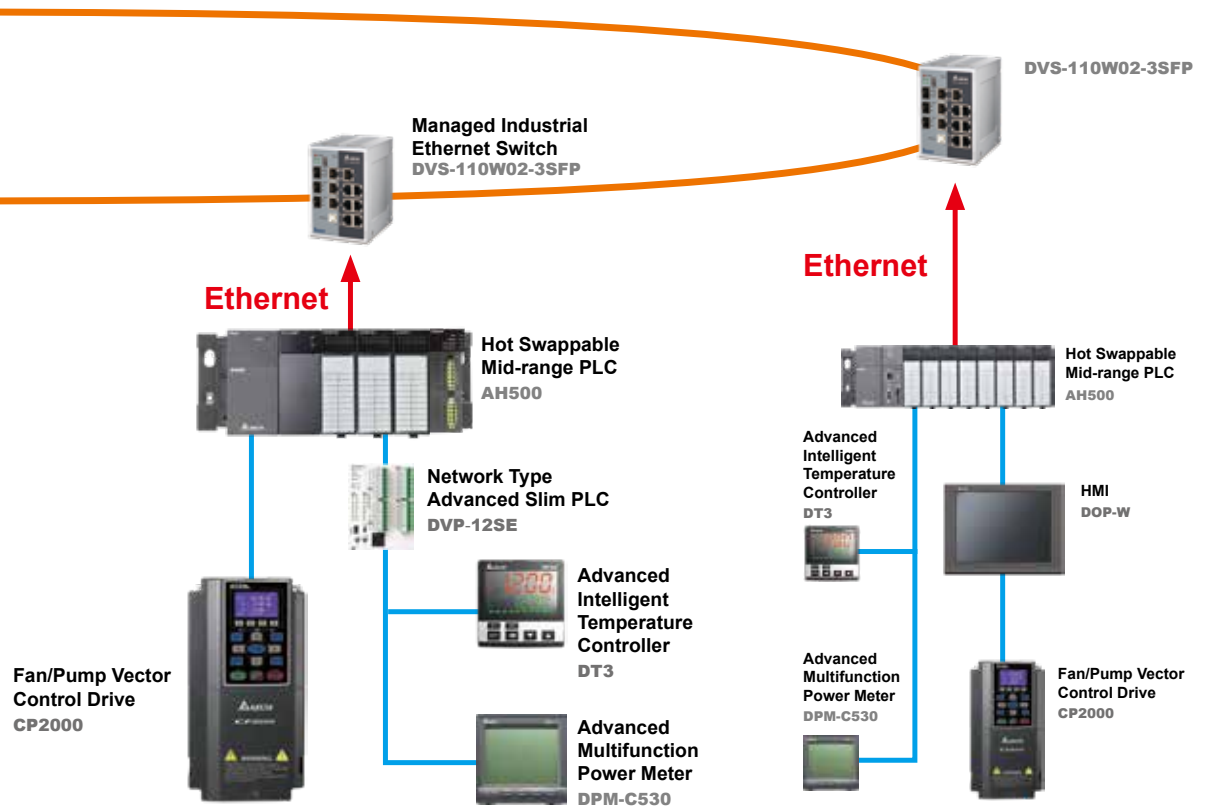 DVS-110W02-3SFP
Managed Industrial
Ethernet Switch
DVS-110W02-3SFP
Ethernet
Ethernet
Hot Swappable
Mid-range PLC
AH500
Hot Swappable
Mid-range PLC
AH500
Network Type
Advanced Slim PLC
DVP-12SE
Advanced
Intelligent
Temperature
Controller
DT3
HMI
DOP-W
Advanced
Intelligent
Temperature
Controller
DT3
Fan/Pump Vector
Control Drive
CP2000
Advanced
Multifunction
Power Meter
DPM-C530
Advanced
Multifunction
Power Meter
DPM-C530
Fan/Pump Vector
Control Drive
CP2000